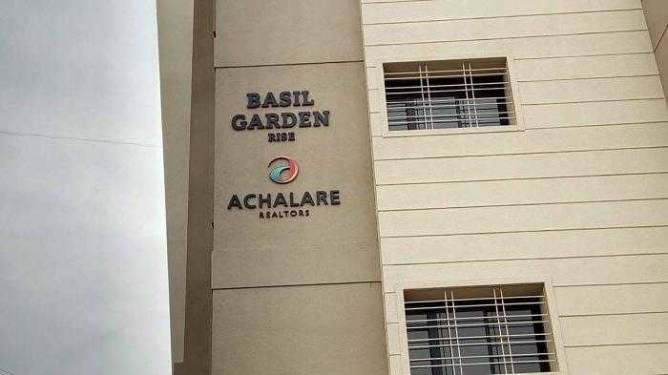 BASIL
GARDEN
RISE
ACHALARE
REALTORS